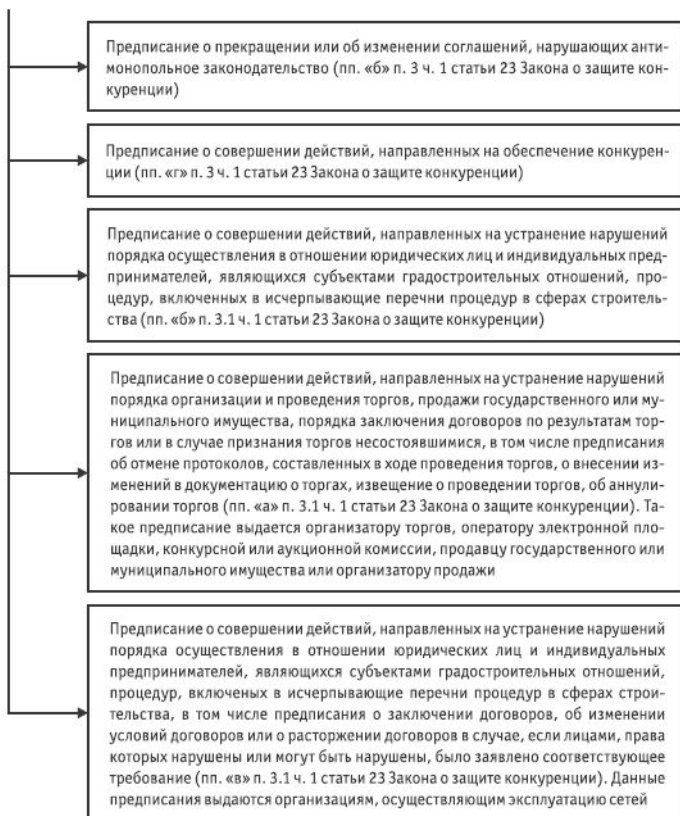 Предписание о прекращении или об изменении соглашений, нарушающих анти-
монопольное законодательство (пп. «б» п. 3 ч. 1 статьи 23 Закона о защите кон-
куренции)
Предписание о совершении действий, направленных на обеспечение конкурен-
ции (пп. «г» п. 3 ч. 1 статьи 23 Закона о защите конкуренции)
Предписание о совершении действий, направленных на устранение нарушений
порядка осуществления в отношении юридических лиц и индивидуальных пред-
принимателей, являющихся субъектами градостроительных отношений, про-
цедур, включенных в исчерпывающие перечни процедур в сферах строитель-
ства (пп. «б» п. 3.1 ч. 1 статьи 23 Закона о защите конкуренции)
Предписание о совершении действий, направленных на устранение нарушений
порядка организации и проведения торгов, продажи государственного или му-
ниципального имущества, порядка заключения договоров по результатам тор-
гов или в случае признания торгов несостоявшимися, в том числе предписания
об отмене протоколов, составленных в ходе проведения торгов, о внесении из-
менений в документацию о торгах, извещение о проведении торгов, об аннули-
ровании торгов (пп. «а» п. 3.1 ч. 1 статьи 23 Закона о защите конкуренции). Та-
кое предписание выдается организатору торгов, оператору электронной пло-
щадки, конкурсной или аукционной комиссии, продавцу государственного или
муниципального имущества или организатору продажи
Предписание о совершении действий, направленных на устранение нарушений
порядка осуществления в отношении юридических лиц и индивидуальных
предпринимателей, являющихся субъектами градостроительных отношений,
процедур, включеных в исчерпывающие перечни процедур в сферах строи-
тельства, в том числе предписания о заключении договоров, об изменении
условий договоров или о расторжении договоров в случае, если лицами, права
которых нарушены или могут быть нарушены, было заявлено соответствующее
требование (пп. «в» п. 3.1 ч. 1 статьи 23 Закона о защите конкуренции). Данные
предписания выдаются организациям, осуществляющим эксплуатацию сетей